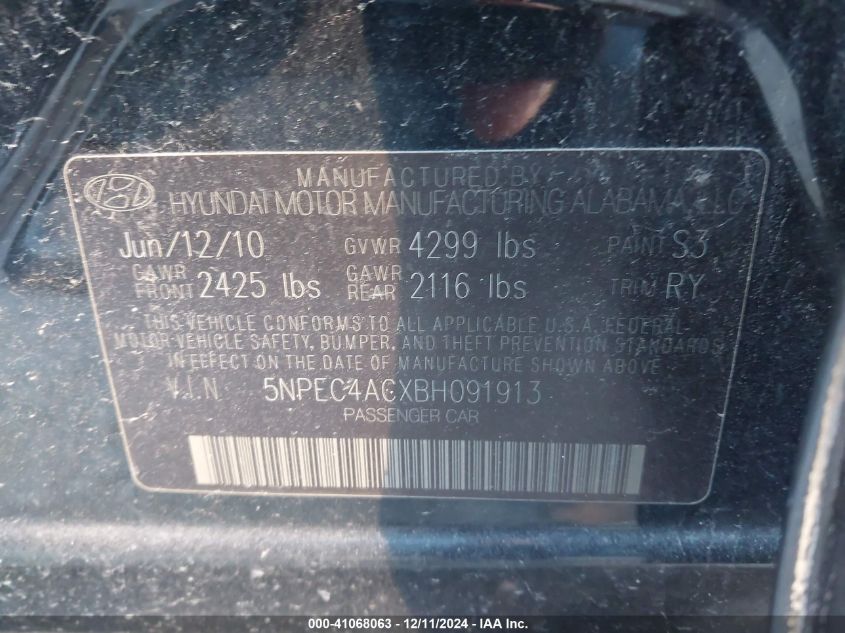 MANUFACTURED BY
HYUNDAI MOTOR MANUFACTURING ALABAMA, LLC
Jun/12/10 GVWR 4299 lbs PAINT S3
GAWR FRONT 2425 lbs GAWR REAR 2116 lbs TRIM RY
THIS VEHICLE CONFORMS TO ALL APPLICABLE U.S.A. FEDERAL
MOTOR VEHICLE SAFETY, BUMPER, AND THEFT PREVENTION STANDARDS
IN EFFECT ON THE DATE OF MANUFACTURE SHOWN ABOVE
V.I.N 5NPEC4ACXBH091913
PASSENGER CAR
000-41068063 - 12/11/2024 - IAA Inc.